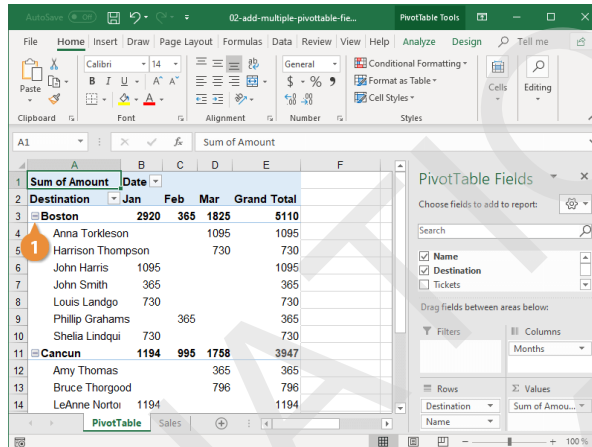 AutoSave Off 02-add-multiple-pivottable-fie... PivotTable Tools
File Home Insert Draw Page Layout Formulas Data Review View Help Analyze Design Tell me
Calibri 14 General Conditional Formatting
Paste B I U A A A $ % 9 Format as Table Cells Editing
Cell Styles
Clipboard Font Alignment Number Styles
A1 fx Sum of Amount
A B C D E F
1 Sum of Amount Date
2 Destination Jan Feb Mar Grand Total
3 Boston 2920 365 1825 5110
4 Anna Torkleson 1095 1095
5 Harrison Thompson 730 730
1
6 John Harris 1095 1095
7 John Smith 365 365
8 Louis Landgo 730 730
9 Phillip Grahams 365 365
10 Shelia Lindqui 730 730
11 Cancun 1194 995 1758 3947
12 Amy Thomas 365 365
13 Bruce Thorgood 796 796
14 LeAnne Nortor 1194 1194
PivotTable Sales
PivotTable Fields
Choose fields to add to report:
Search
Name
Destination
Tickets
Drag fields between areas below:
Filters Columns
Months
Rows Values
Destination Sum of Amou...
Name
100%